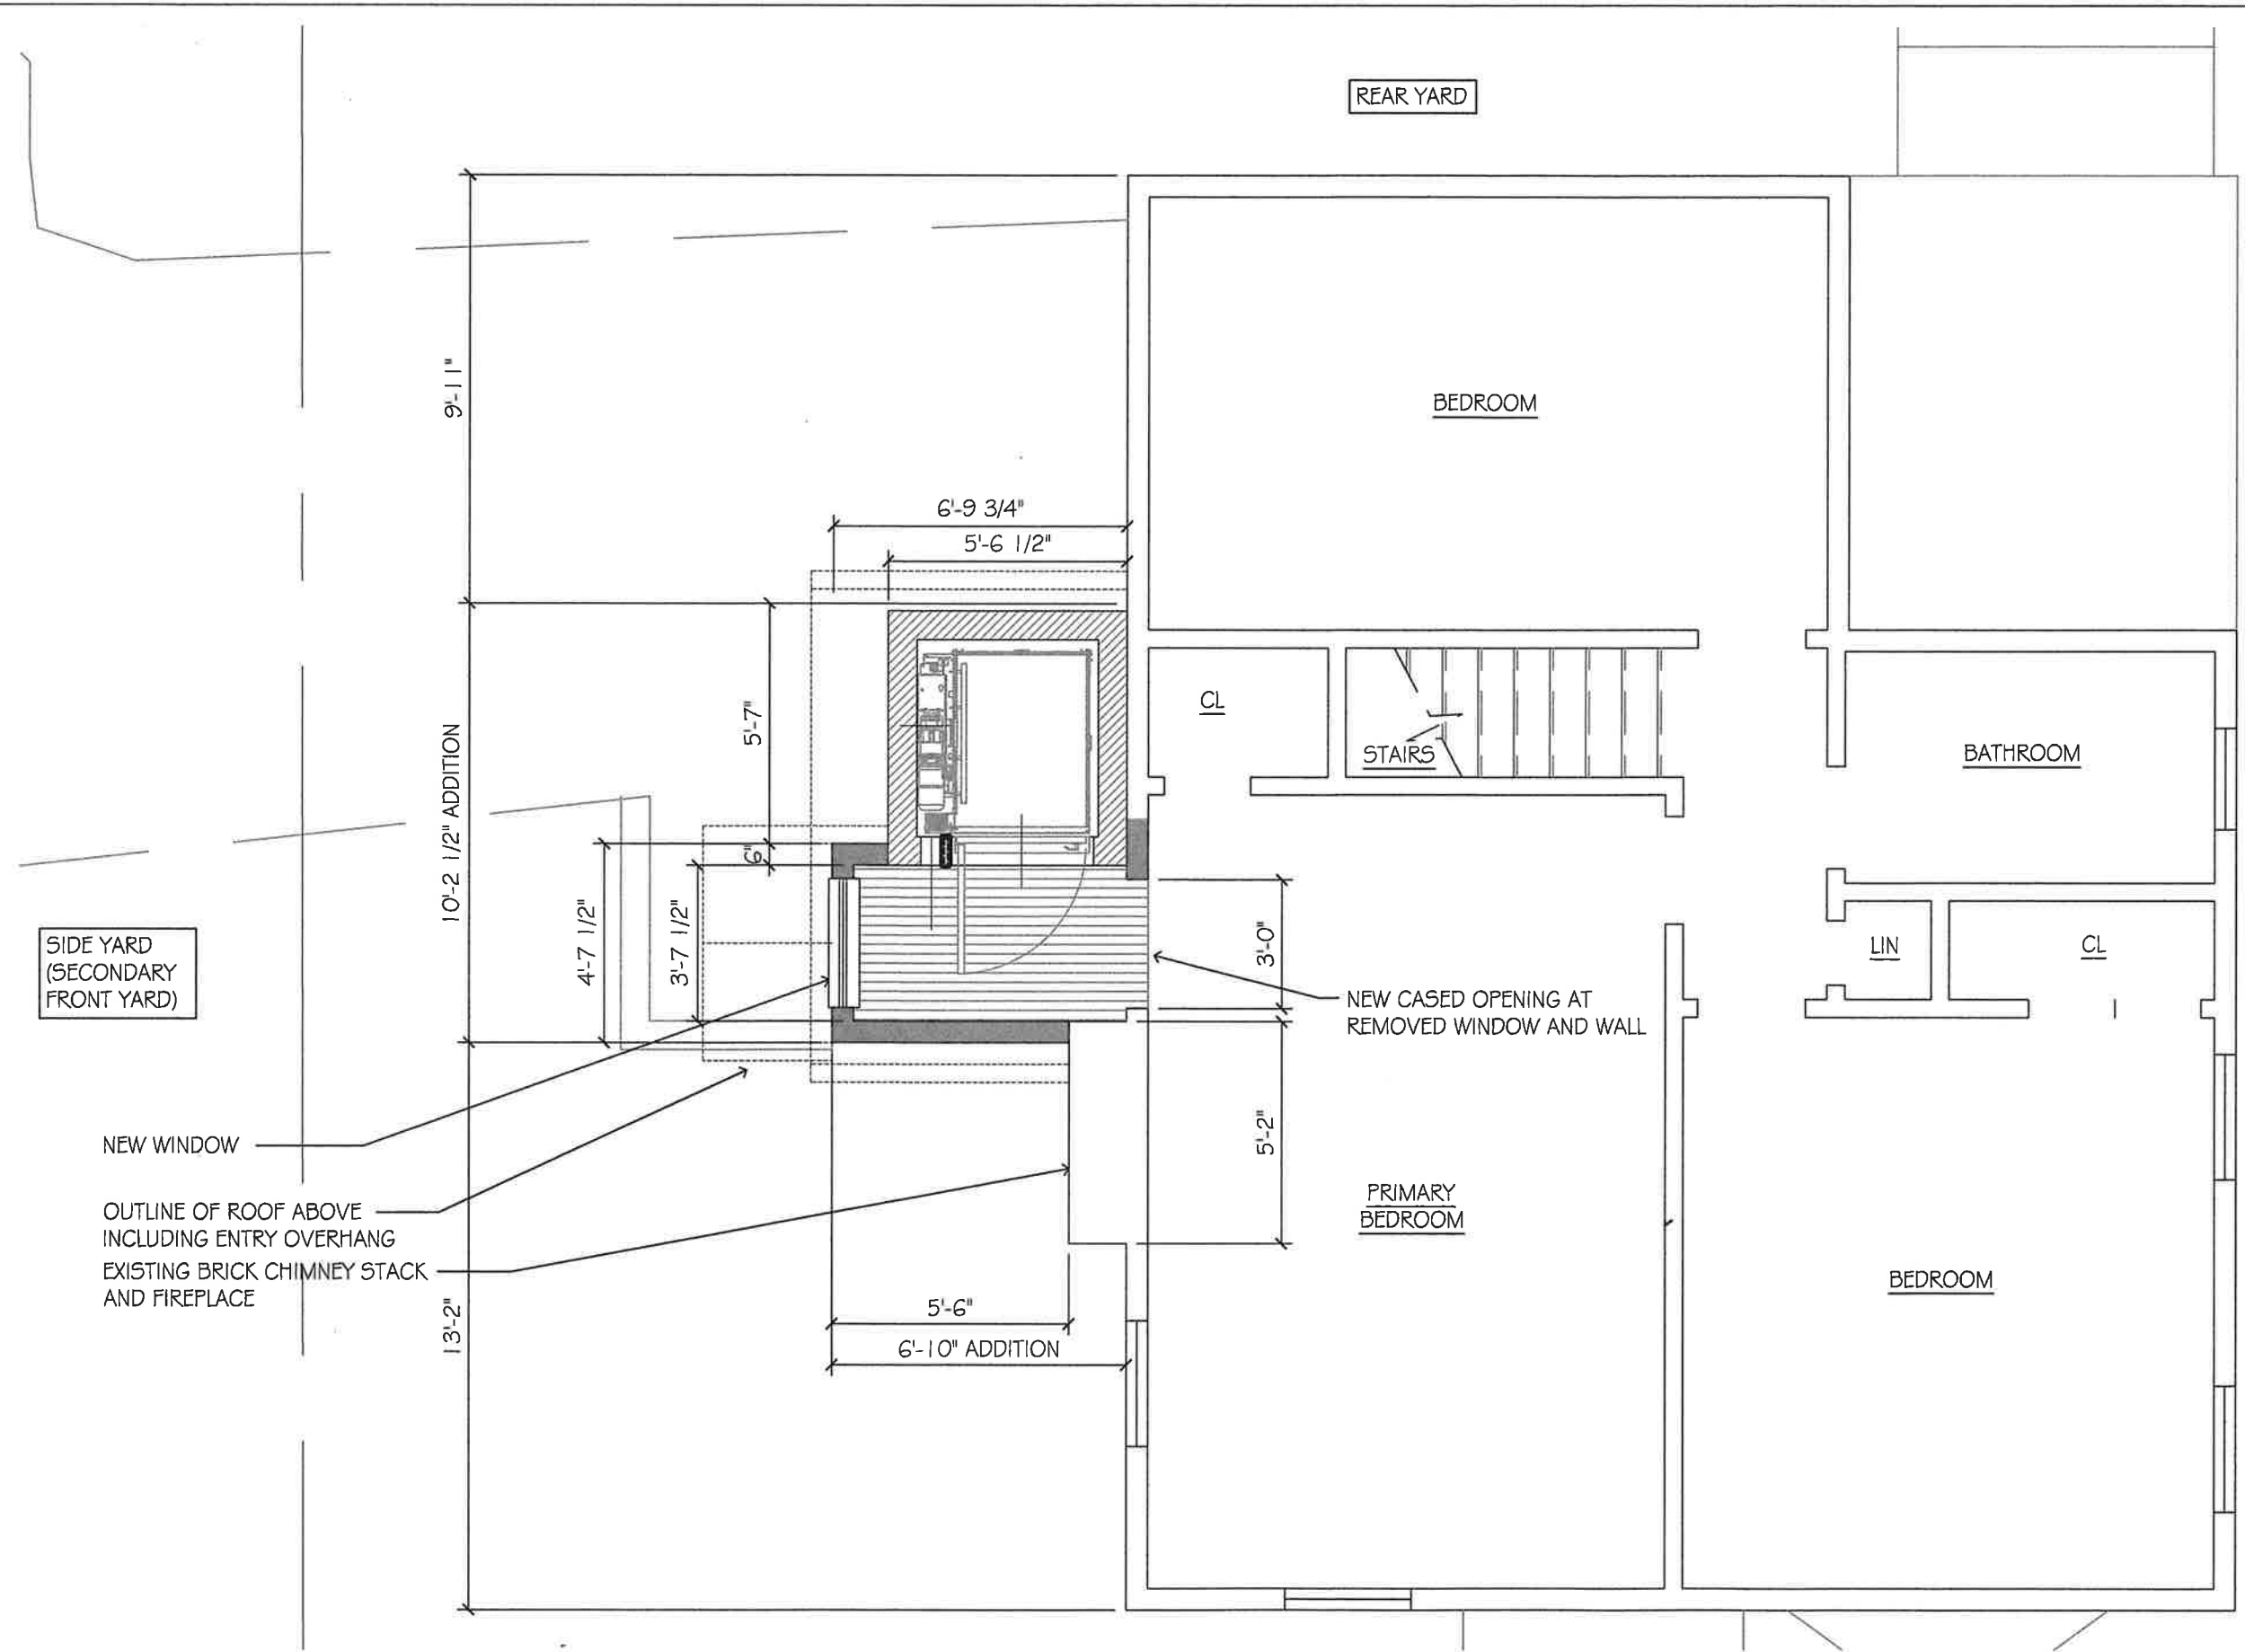 REAR YARD
9'-11"
BEDROOM
6'-9 3/4"
5'-6 1/2"
5'-7"
CL
STAIRS
BATHROOM
10'-2 1/2" ADDITION
6"
4'-7 1/2"
3'-7 1/2"
3'-0"
SIDE YARD
(SECONDARY
FRONT YARD)
LIN
CL
NEW CASED OPENING AT
REMOVED WINDOW AND WALL
NEW WINDOW
5'-2"
OUTLINE OF ROOF ABOVE
INCLUDING ENTRY OVERHANG
PRIMARY
BEDROOM
EXISTING BRICK CHIMNEY STACK
AND FIREPLACE
BEDROOM
13'-2"
5'-6"
6'-10" ADDITION